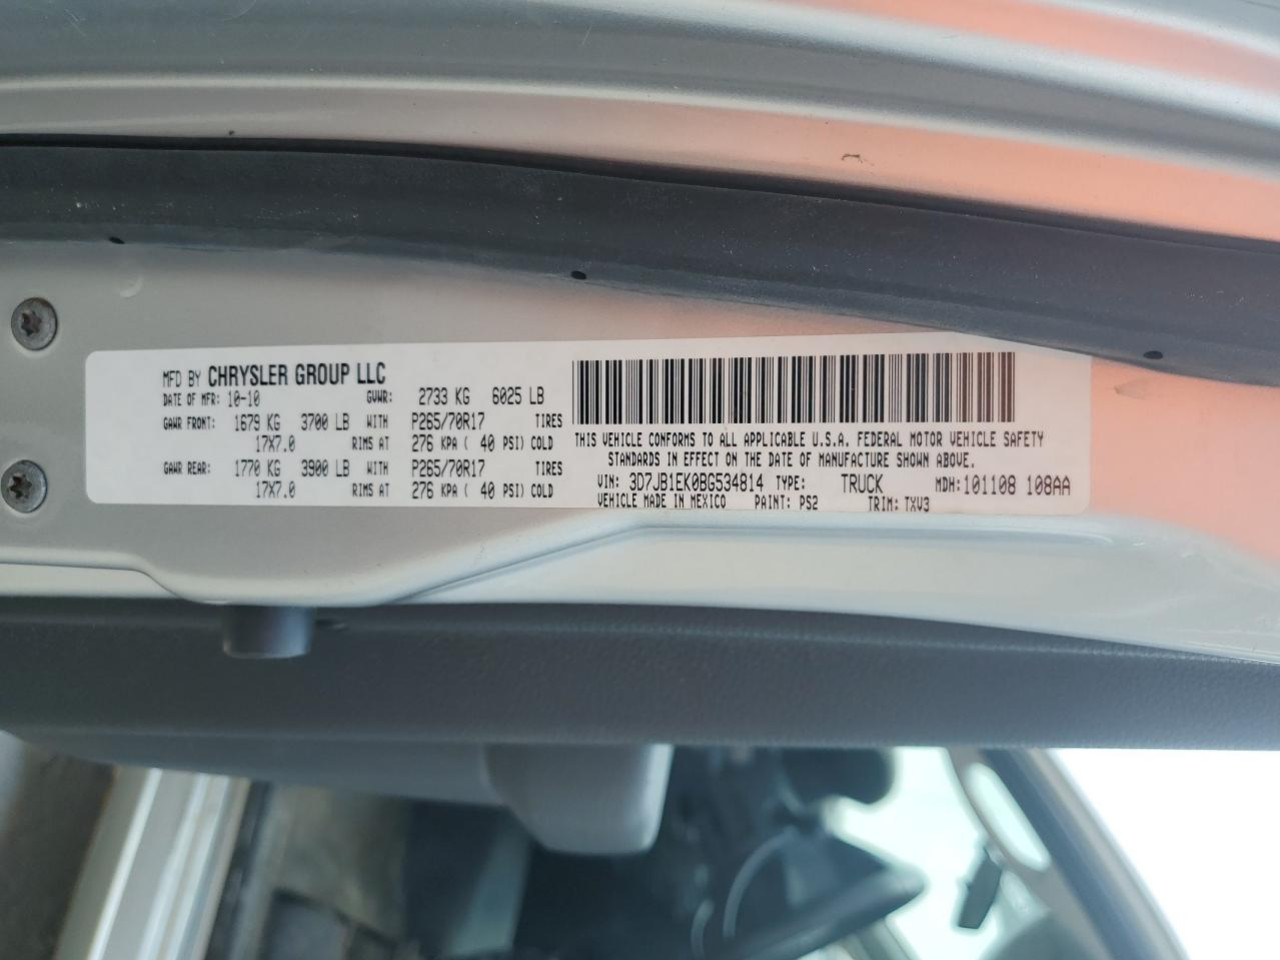 MFD BY CHRYSLER GROUP LLC
DATE OF MFR: 10-10 GVWR: 2733 KG 6025 LB
GAWR FRONT: 1679 KG 3700 LB WITH P265/70R17 TIRES
17X7.0 RIMS AT 276 KPA ( 40 PSI) COLD
GAWR REAR: 1770 KG 3900 LB WITH P265/70R17 TIRES
17X7.0 RIMS AT 276 KPA ( 40 PSI) COLD
THIS VEHICLE CONFORMS TO ALL APPLICABLE U.S.A. FEDERAL MOTOR VEHICLE SAFETY
STANDARDS IN EFFECT ON THE DATE OF MANUFACTURE SHOWN ABOVE.
VIN: 3D7JB1EK0BG534814 TYPE: TRUCK MDH: 101108 108AA
VEHICLE MADE IN MEXICO PAINT: PS2 TRIM: TXV3